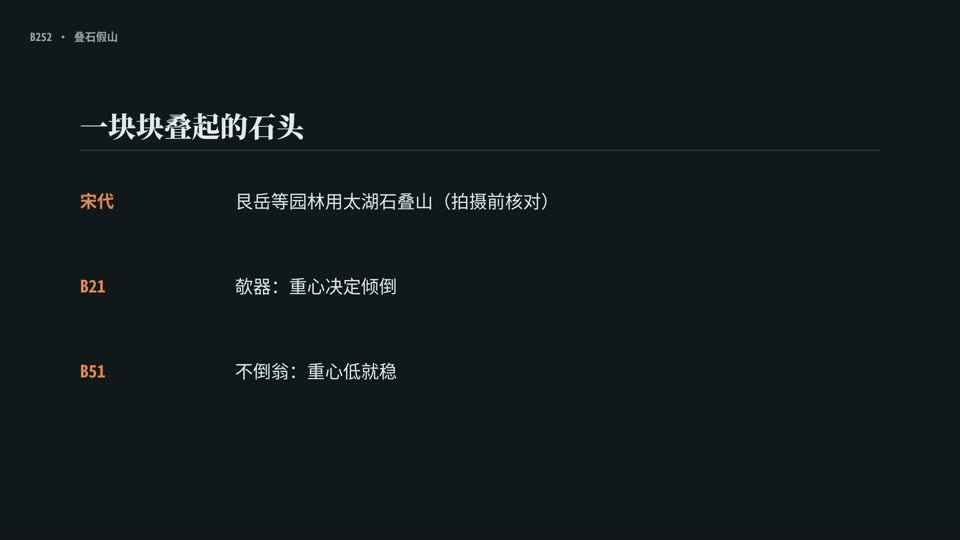 B252 · 叠石假山
一块块叠起的石头
宋代 艮岳等园林用太湖石叠山（拍摄前核对）
B21 欹器：重心决定倾倒
B51 不倒翁：重心低就稳